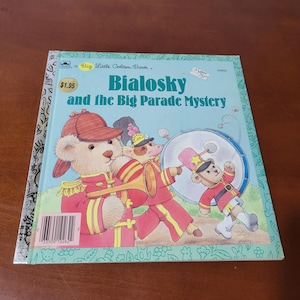 A Big Little Golden Book
$1.95
Bialosky
and the Big Parade Mystery